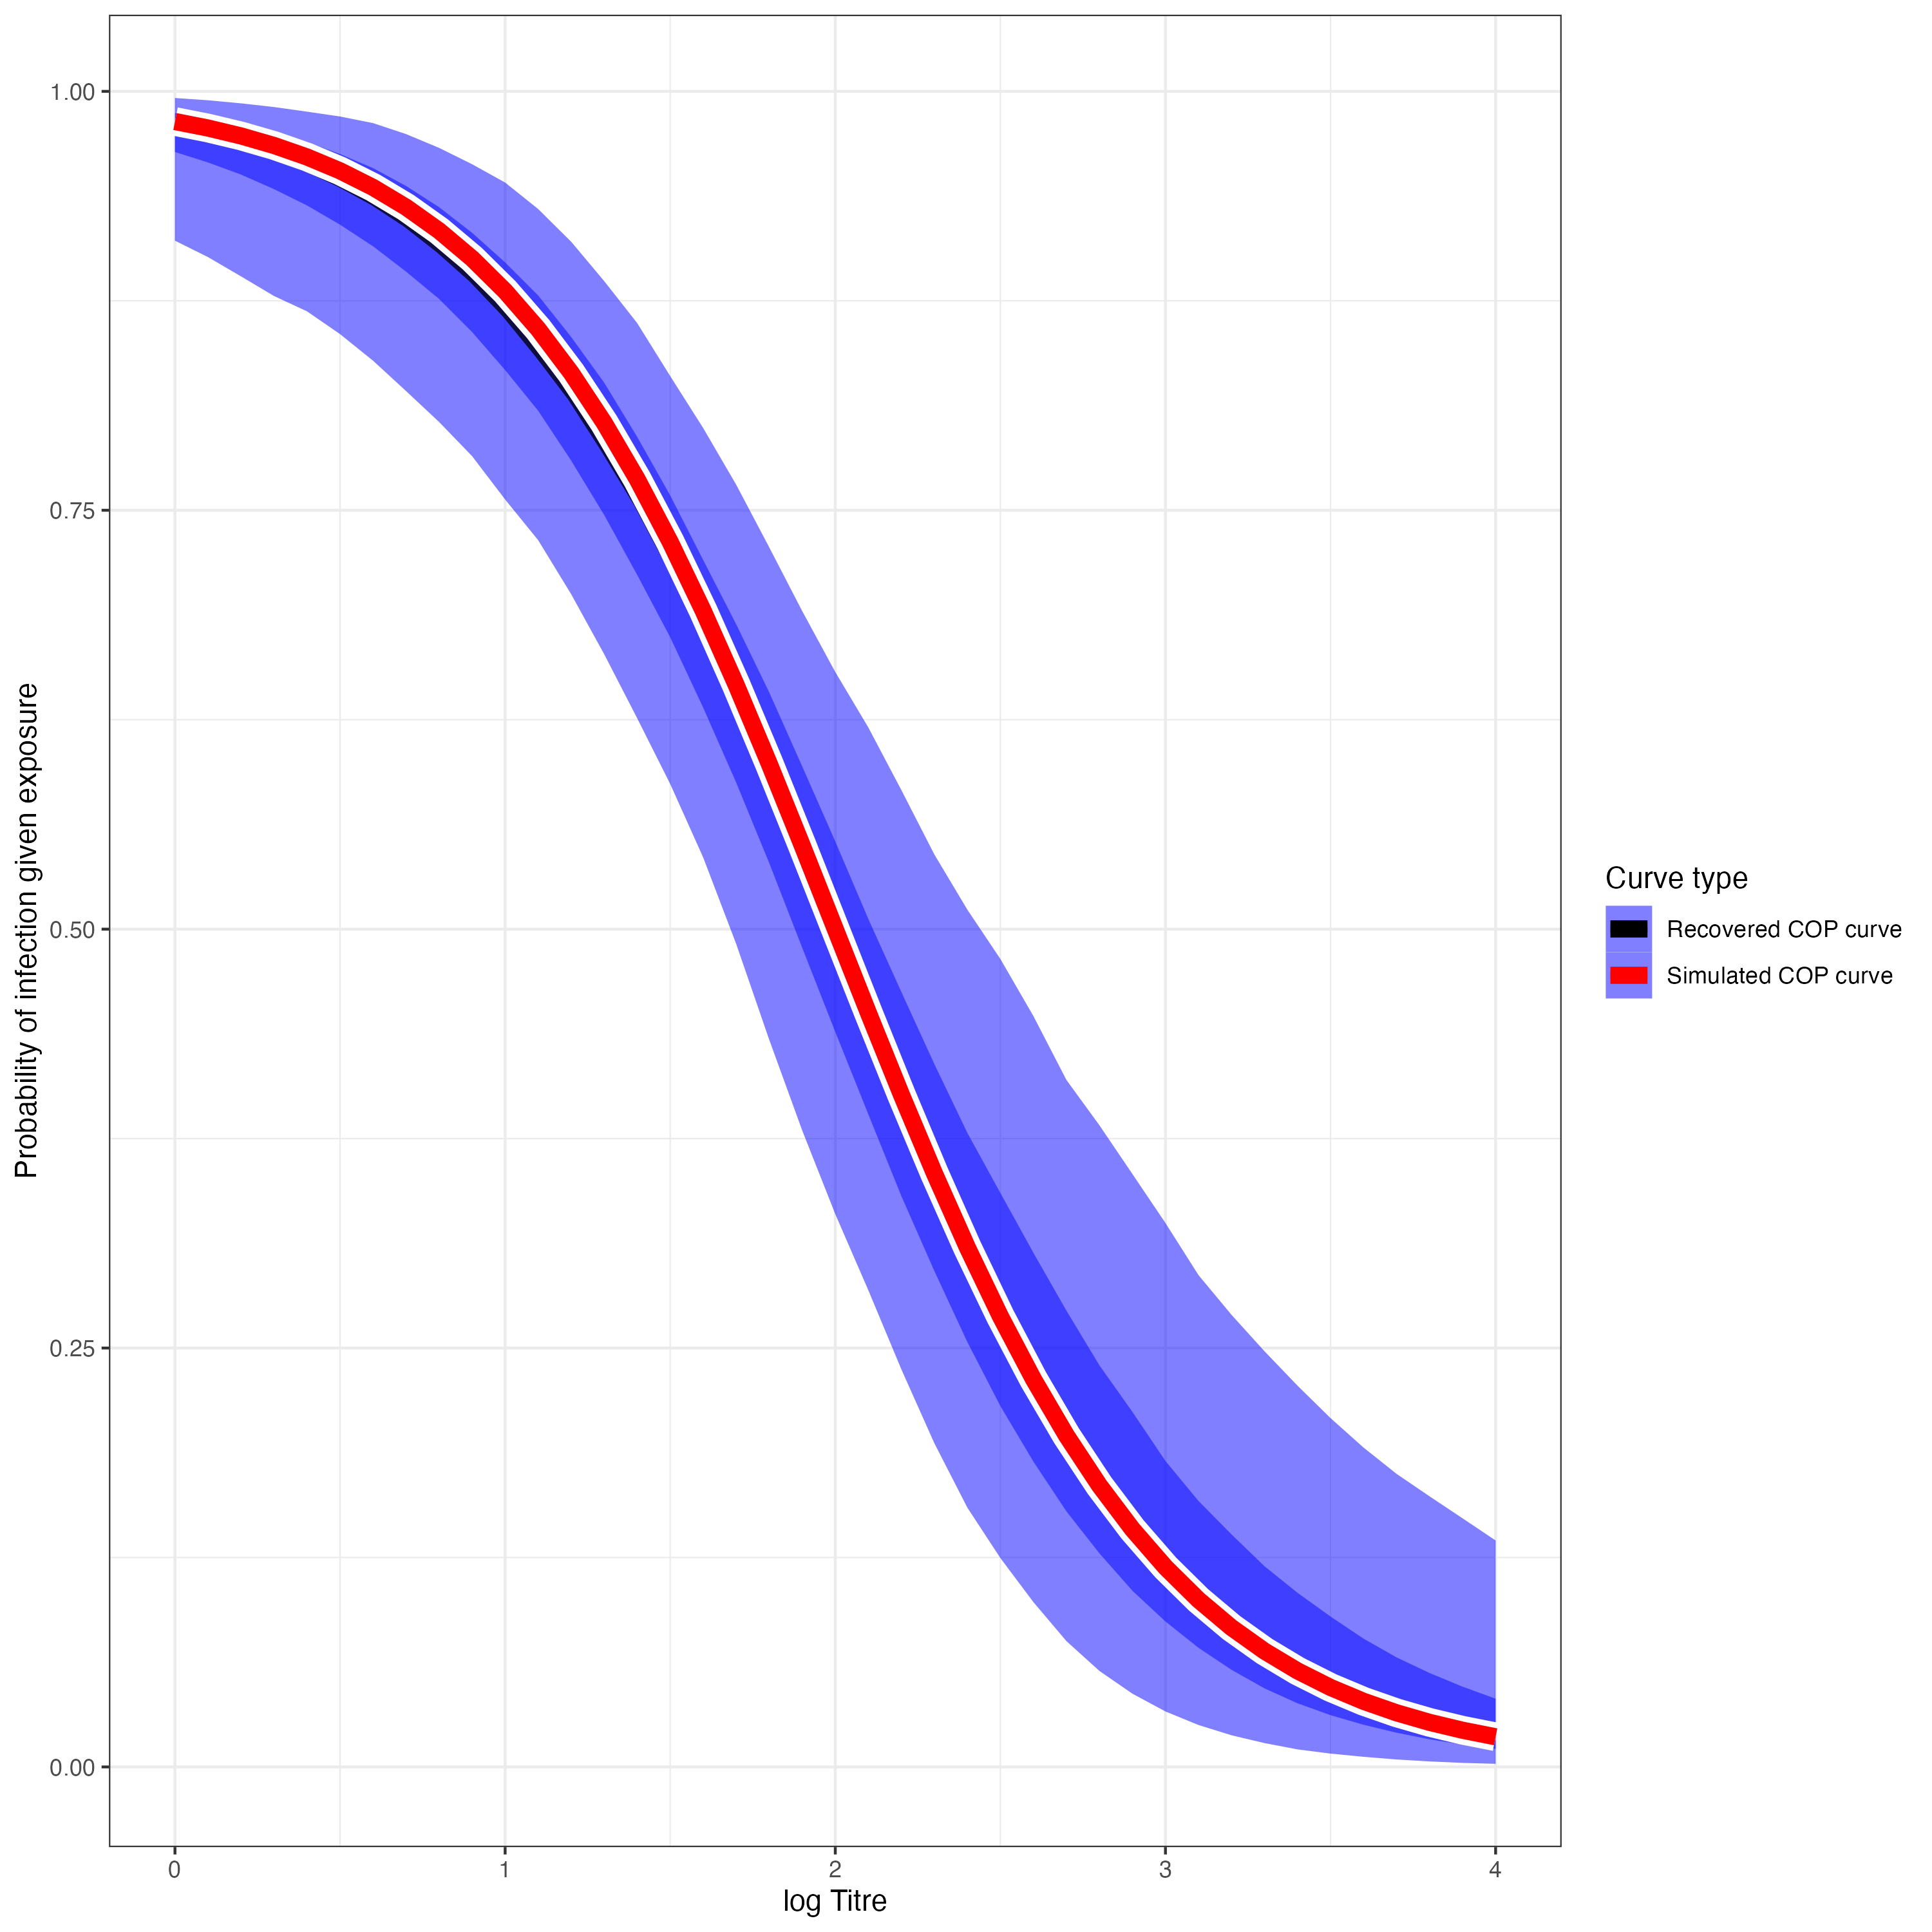 Probability of infection given exposure
1.00
0.75
0.50
0.25
0.00
0
1
2
3
4
log Titre
Curve type
Recovered COP curve
Simulated COP curve